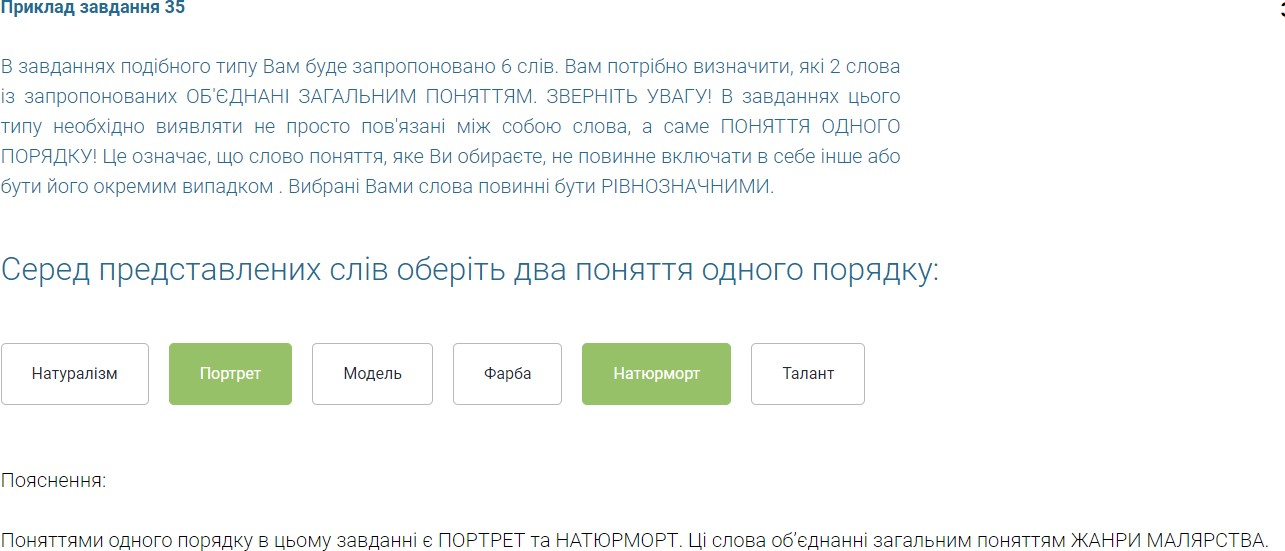 Приклад завдання 35
В завданнях подібного типу Вам буде запропоновано 6 слів. Вам потрібно визначити, які 2 слова
із запропонованих ОБ'ЄДНАНІ ЗАГАЛЬНИМ ПОНЯТТЯМ. ЗВЕРНІТЬ УВАГУ! В завданнях цього
типу необхідно виявляти не просто пов'язані між собою слова, а саме ПОНЯТТЯ ОДНОГО
ПОРЯДКУ! Це означає, що слово поняття, яке Ви обираєте, не повинне включати в себе інше або
бути його окремим випадком . Вибрані Вами слова повинні бути РІВНОЗНАЧНИМИ.
Серед представлених слів оберіть два поняття одного порядку:
Натуралізм Портрет Модель Фарба Натюрморт Талант
Пояснення:
Поняттями одного порядку в цьому завданні є ПОРТРЕТ та НАТЮРМОРТ. Ці слова об’єднанні загальним поняттям ЖАНРИ МАЛЯРСТВА.